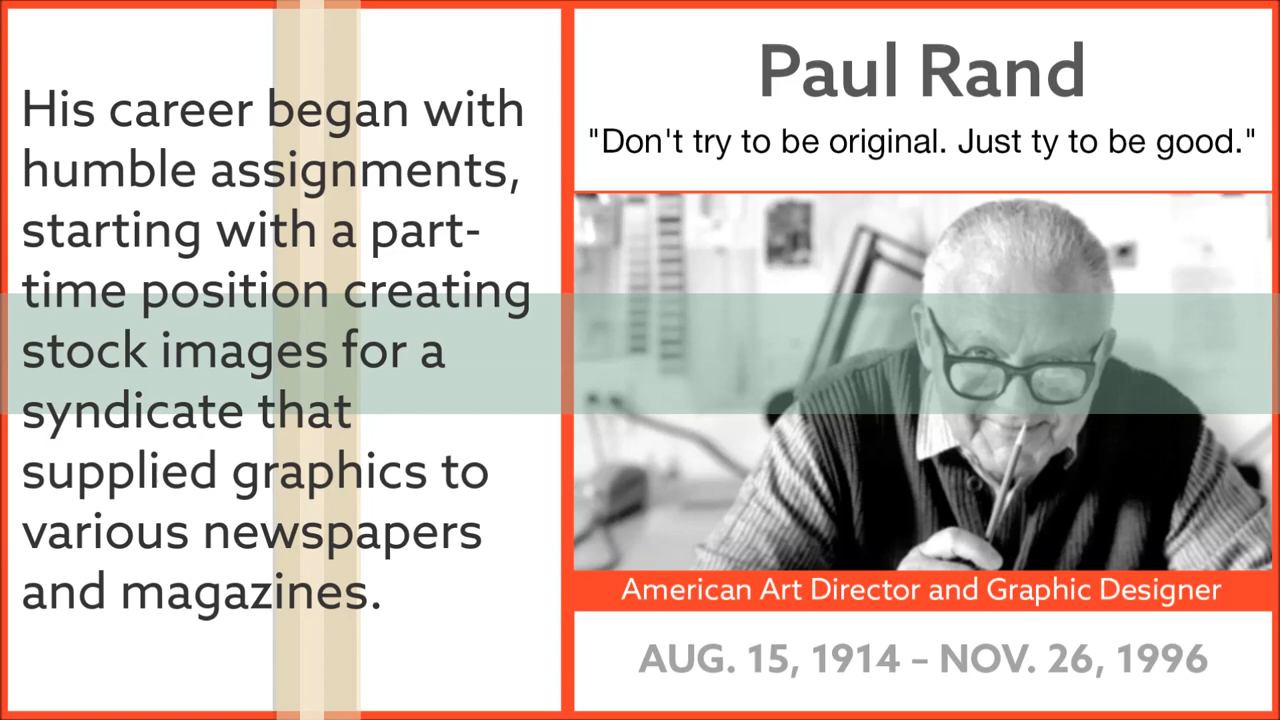 His career began with
humble assignments,
starting with a part-
time position creating
stock images for a
syndicate that
supplied graphics to
various newspapers
and magazines.
Paul Rand
"Don't try to be original. Just ty to be good."
American Art Director and Graphic Designer
AUG. 15, 1914 – NOV. 26, 1996